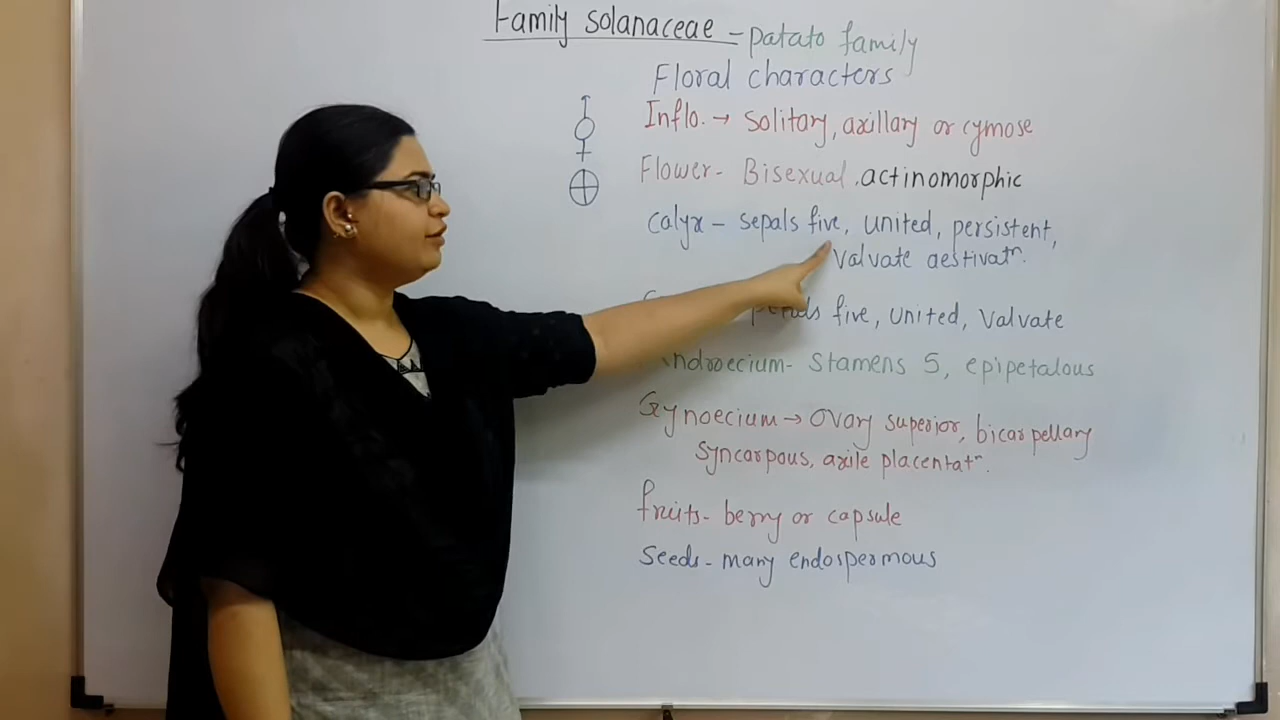 Family solanaceae - patato family
Floral characters
Inflo. → solitary, axillary or cymose
Flower- Bisexual, actinomorphic
Calyx - sepals five, united, persistent,
valvate aestivatⁿ.
petals five, united, valvate
ndroecium- Stamens 5, epipetalous
Gynoecium → Ovary superior, bicarpellary
syncarpous, axile placentatⁿ.
fruits- berry or capsule
Seeds- many endospermous